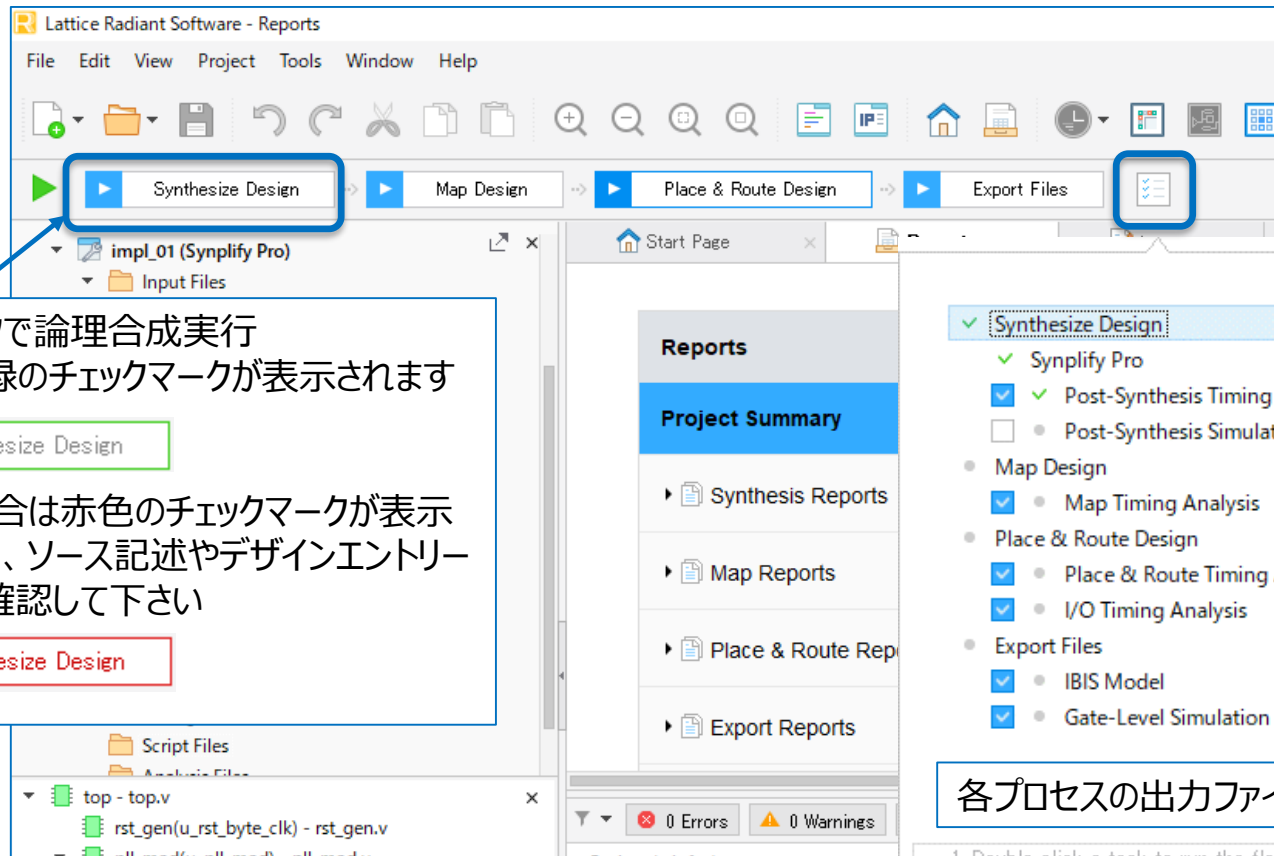 Lattice Radiant Software - Reports
File Edit View Project Tools Window Help
IP
Synthesize Design Map Design Place & Route Design Export Files
impl_01 (Synplify Pro)
Input Files
Start Page
で論理合成実行
緑のチェックマークが表示されます
esize Design
合は赤色のチェックマークが表示
、ソース記述やデザインエントリー
確認して下さい
esize Design
Script Files
Analysis Files
top - top.v
rst_gen(u_rst_byte_clk) - rst_gen.v
Reports
Project Summary
Synthesis Reports
Map Reports
Place & Route Rep
Export Reports
0 Errors 0 Warnings
Synthesize Design
Synplify Pro
Post-Synthesis Timing
Post-Synthesis Simulat
Map Design
Map Timing Analysis
Place & Route Design
Place & Route Timing
I/O Timing Analysis
Export Files
IBIS Model
Gate-Level Simulation
各プロセスの出力ファイ